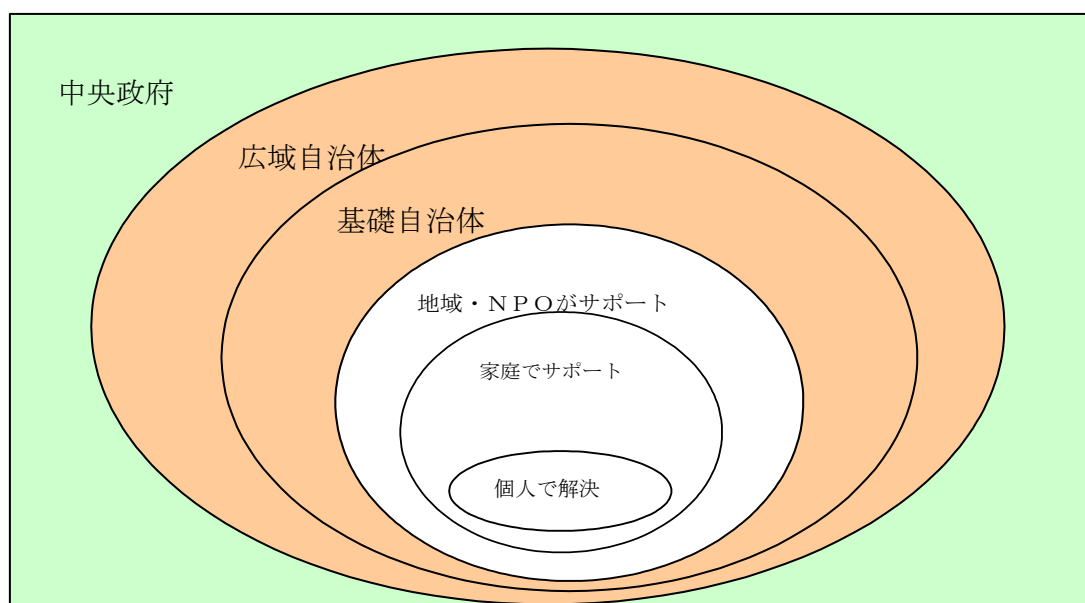 中央政府
広域自治体
基礎自治体
地域・ＮＰＯがサポート
家庭でサポート
個人で解決